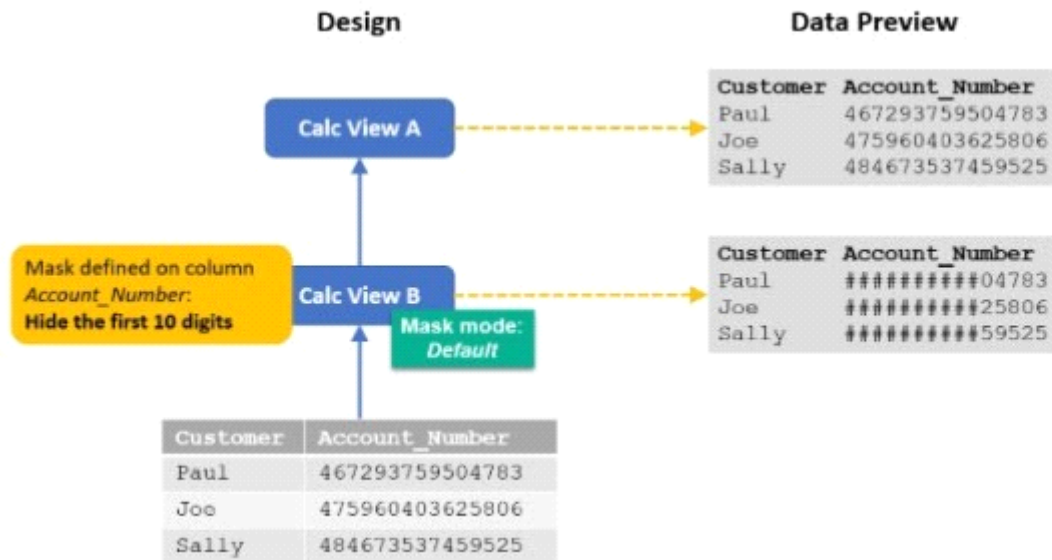 Design
Data Preview
Calc View A
Customer Account_Number
Paul 467293759504783
Joe 475960403625806
Sally 484673537459525
Mask defined on column
Account_Number:
Hide the first 10 digits
Calc View B
Mask mode:
Default
Customer Account_Number
Paul ##########04783
Joe ##########25806
Sally ##########59525
Customer Account_Number
Paul 467293759504783
Joe 475960403625806
Sally 484673537459525